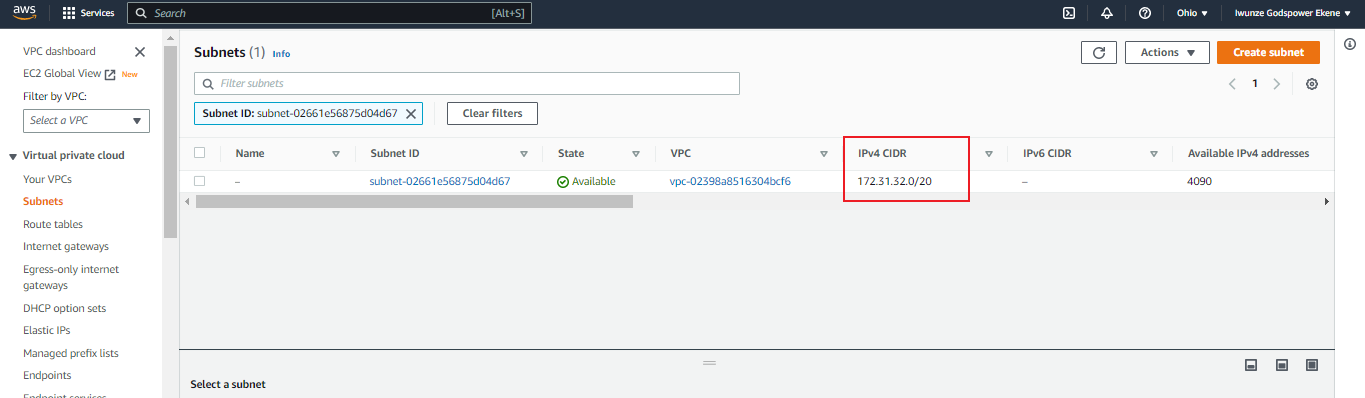 aws Services Search [Alt+S] Ohio Iwunze Godspower Ekene
VPC dashboard
EC2 Global View New
Filter by VPC:
Select a VPC
Virtual private cloud
Your VPCs
Subnets
Route tables
Internet gateways
Egress-only internet
gateways
DHCP option sets
Elastic IPs
Managed prefix lists
Endpoints
Endpoint services
Subnets (1) Info
Actions
Create subnet
Filter subnets
1
Subnet ID: subnet-02661e56875d04d67
Clear filters
Name Subnet ID State VPC IPv4 CIDR IPv6 CIDR Available IPv4 addresses
– subnet-02661e56875d04d67 Available vpc-02398a8516304bcf6 172.31.32.0/20 – 4090
Select a subnet